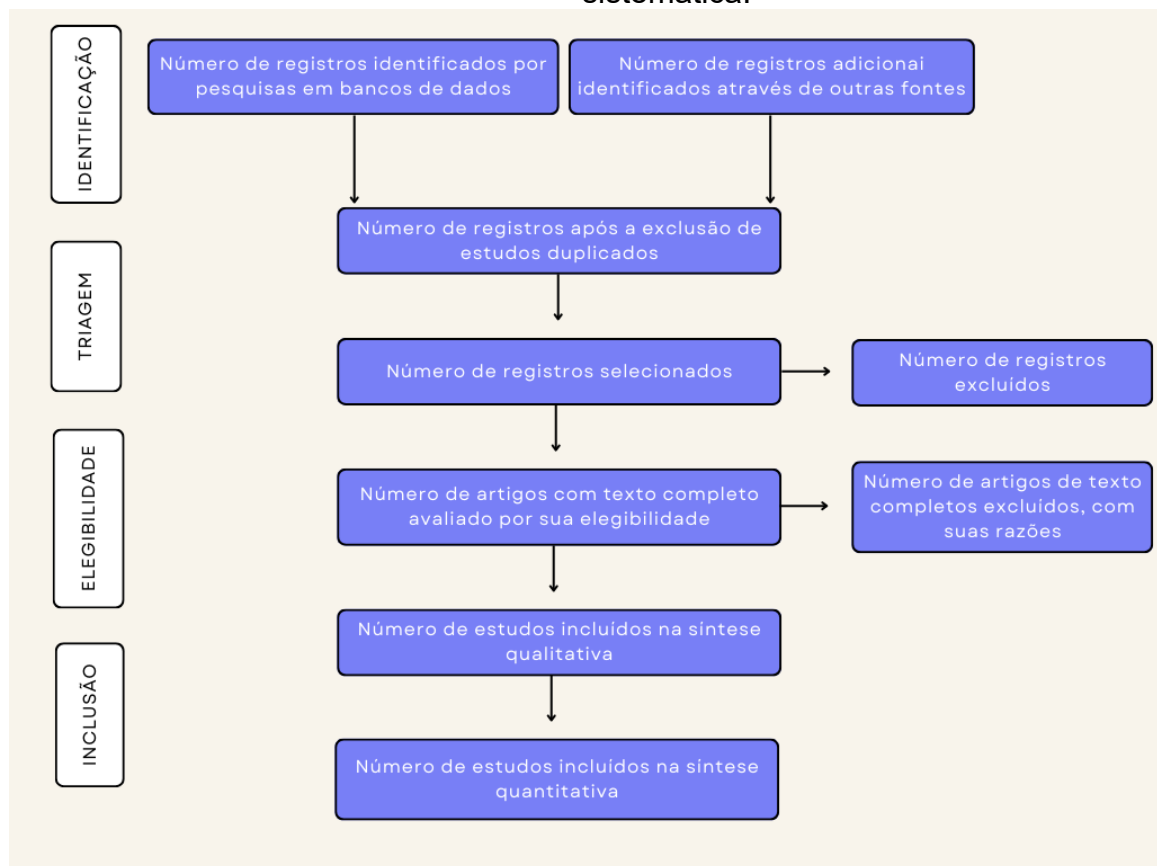 sistemática.
IDENTIFICAÇÃO
Número de registros identificados por
pesquisas em bancos de dados
Número de registros adicionai
identificados através de outras fontes
Número de registros após a exclusão de
estudos duplicados
TRIAGEM
Número de registros selecionados
Número de registros
excluídos
ELEGIBILIDADE
Número de artigos com texto completo
avaliado por sua elegibilidade
Número de artigos de texto
completos excluídos, com
suas razões
INCLUSÃO
Número de estudos incluídos na síntese
qualitativa
Número de estudos incluídos na síntese
quantitativa